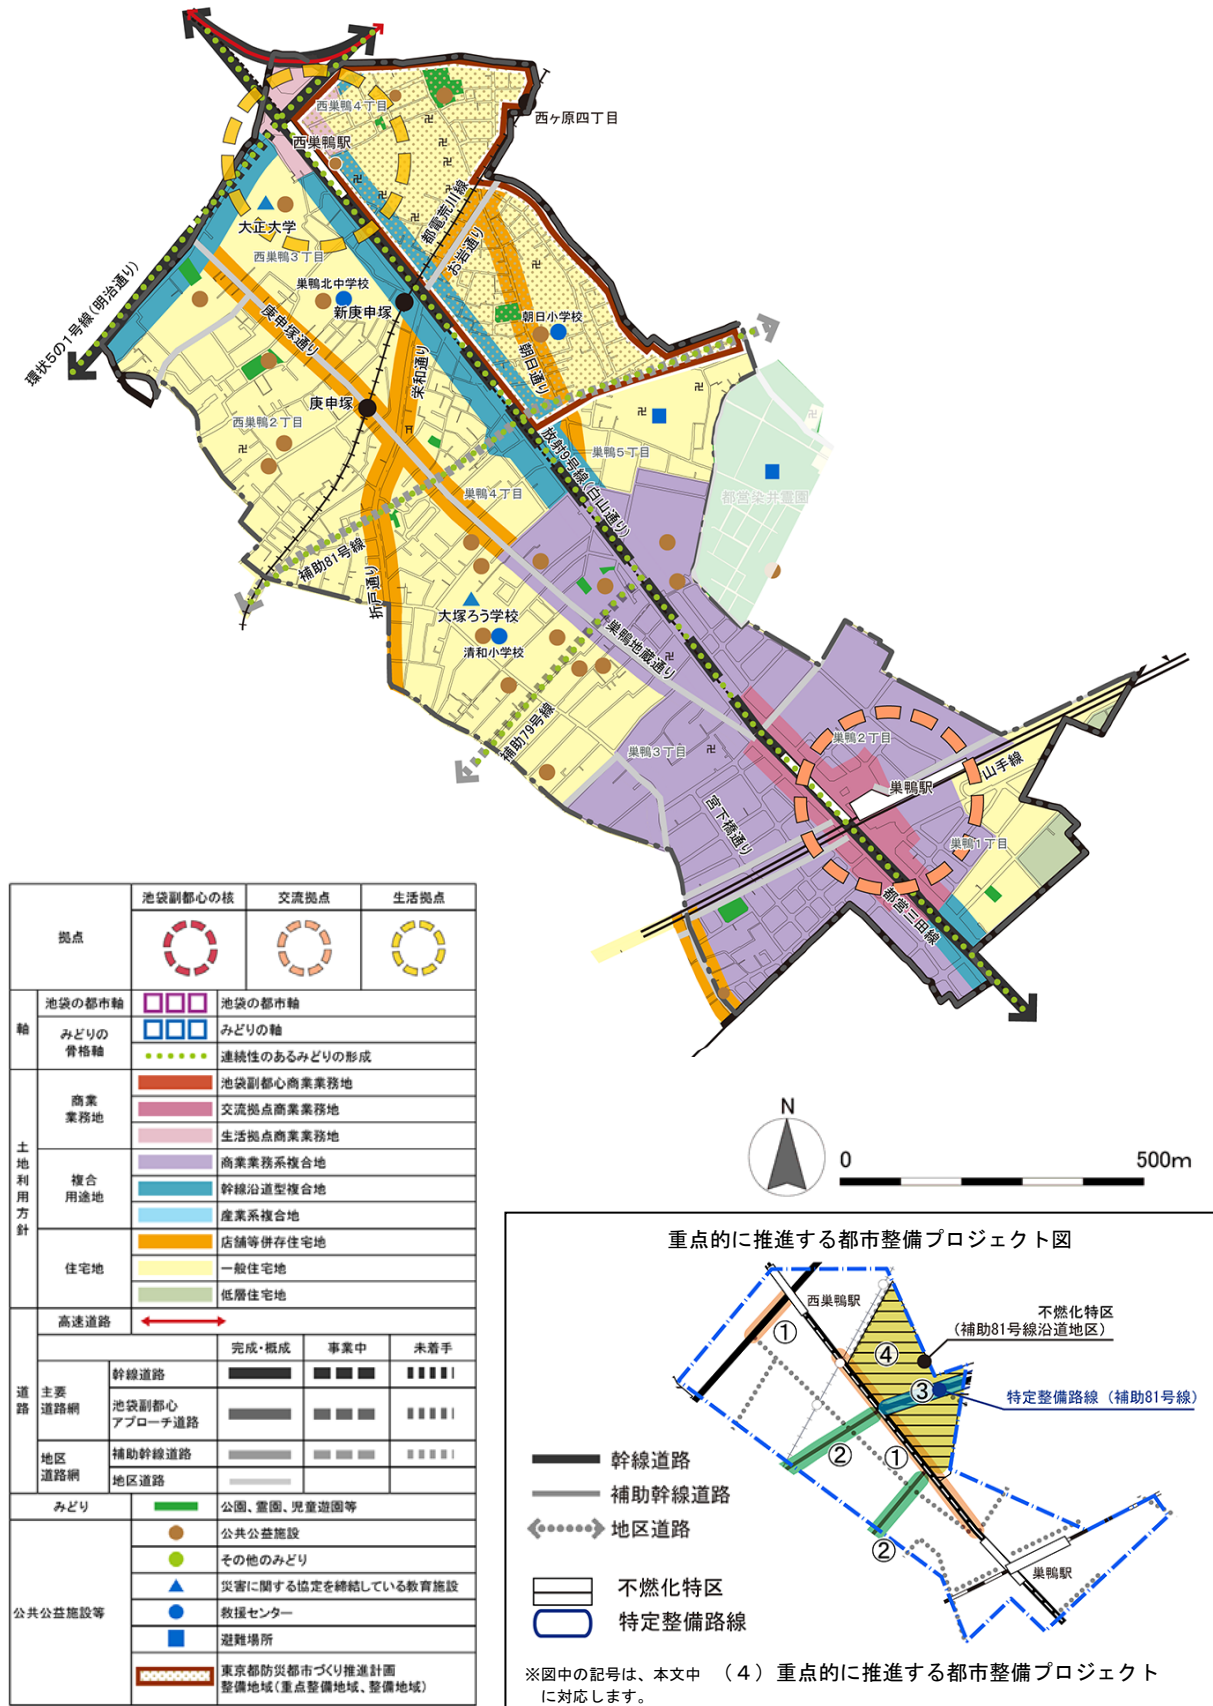 西ヶ原四丁目
西巣鴨4丁目
西巣鴨駅
都電荒川線
お岩通り
大正大学
西巣鴨3丁目
巣鴨北中学校
新庚申塚
朝日小学校
朝日通り
環状5の1号線(明治通り)
庚申塚通り
栄和通り
庚申塚
西巣鴨2丁目
放射9号線(白山通り)
巣鴨5丁目
巣鴨4丁目
都営染井霊園
補助81号線
折戸通り
大塚ろう学校
清和小学校
巣鴨地蔵通り
補助79号線
巣鴨3丁目
巣鴨2丁目
巣鴨駅
山手線
宮下橋通り
巣鴨1丁目
都営三田線
拠点
池袋副都心の核
交流拠点
生活拠点
軸
池袋の都市軸
池袋の都市軸
みどりの
骨格軸
みどりの軸
連続性のあるみどりの形成
土地利用方針
商業
業務地
池袋副都心商業業務地
交流拠点商業業務地
生活拠点商業業務地
複合
用途地
商業業務系複合地
幹線沿道型複合地
産業系複合地
住宅地
店舗等併存住宅地
一般住宅地
低層住宅地
高速道路
道路
完成・概成
事業中
未着手
主要
道路網
幹線道路
池袋副都心
アプローチ道路
地区
道路網
補助幹線道路
地区道路
みどり
公園、霊園、児童遊園等
公共公益施設等
公共公益施設
その他のみどり
災害に関する協定を締結している教育施設
救援センター
避難場所
東京都防災都市づくり推進計画
整備地域(重点整備地域、整備地域)
N
0
500m
重点的に推進する都市整備プロジェクト図
西巣鴨駅
①
④
③
②
①
②
巣鴨駅
不燃化特区
(補助81号線沿道地区)
特定整備路線(補助81号線)
幹線道路
補助幹線道路
地区道路
不燃化特区
特定整備路線
※図中の記号は、本文中 (4)重点的に推進する都市整備プロジェクト
に対応します。